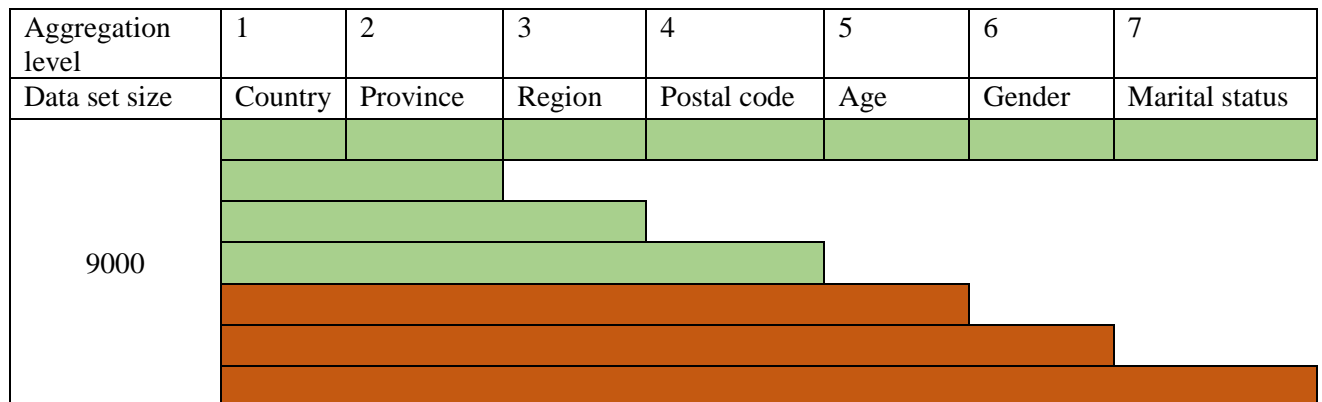 Aggregation level 1 2 3 4 5 6 7
Data set size Country Province Region Postal code Age Gender Marital status
9000